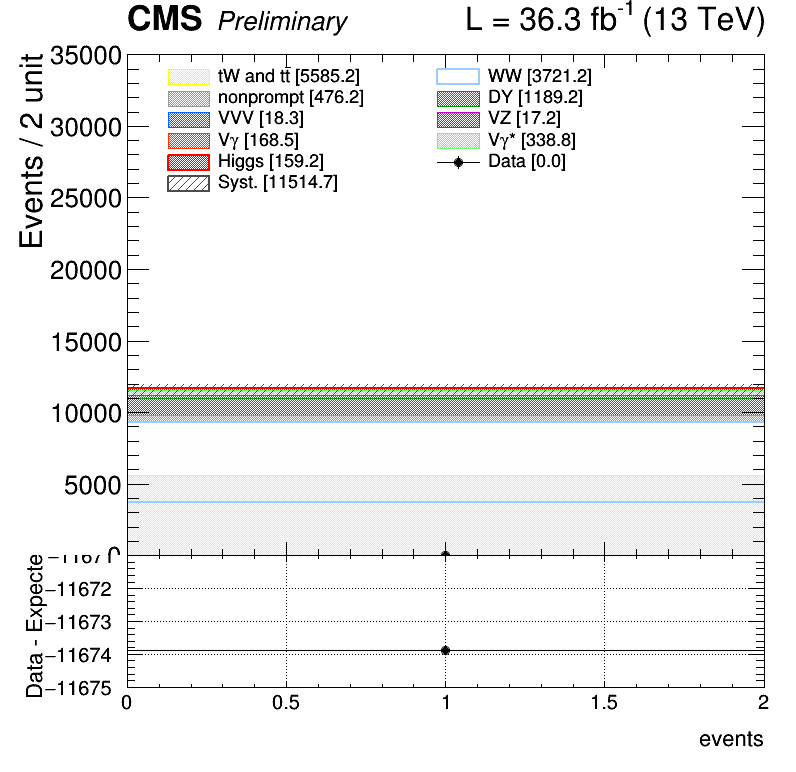 CMS Preliminary L = 36.3 fb⁻¹ (13 TeV)
Events / 2 unit
35000
30000
25000
20000
15000
10000
5000
0
tW and tt̄ [5585.2]
nonprompt [476.2]
VVV [18.3]
Vγ [168.5]
Higgs [159.2]
Syst. [11514.7]
WW [3721.2]
DY [1189.2]
VZ [17.2]
Vγ* [338.8]
Data [0.0]
Data - Expecte
−11672
−11673
−11674
−11675
0 0.5 1 1.5 2
events